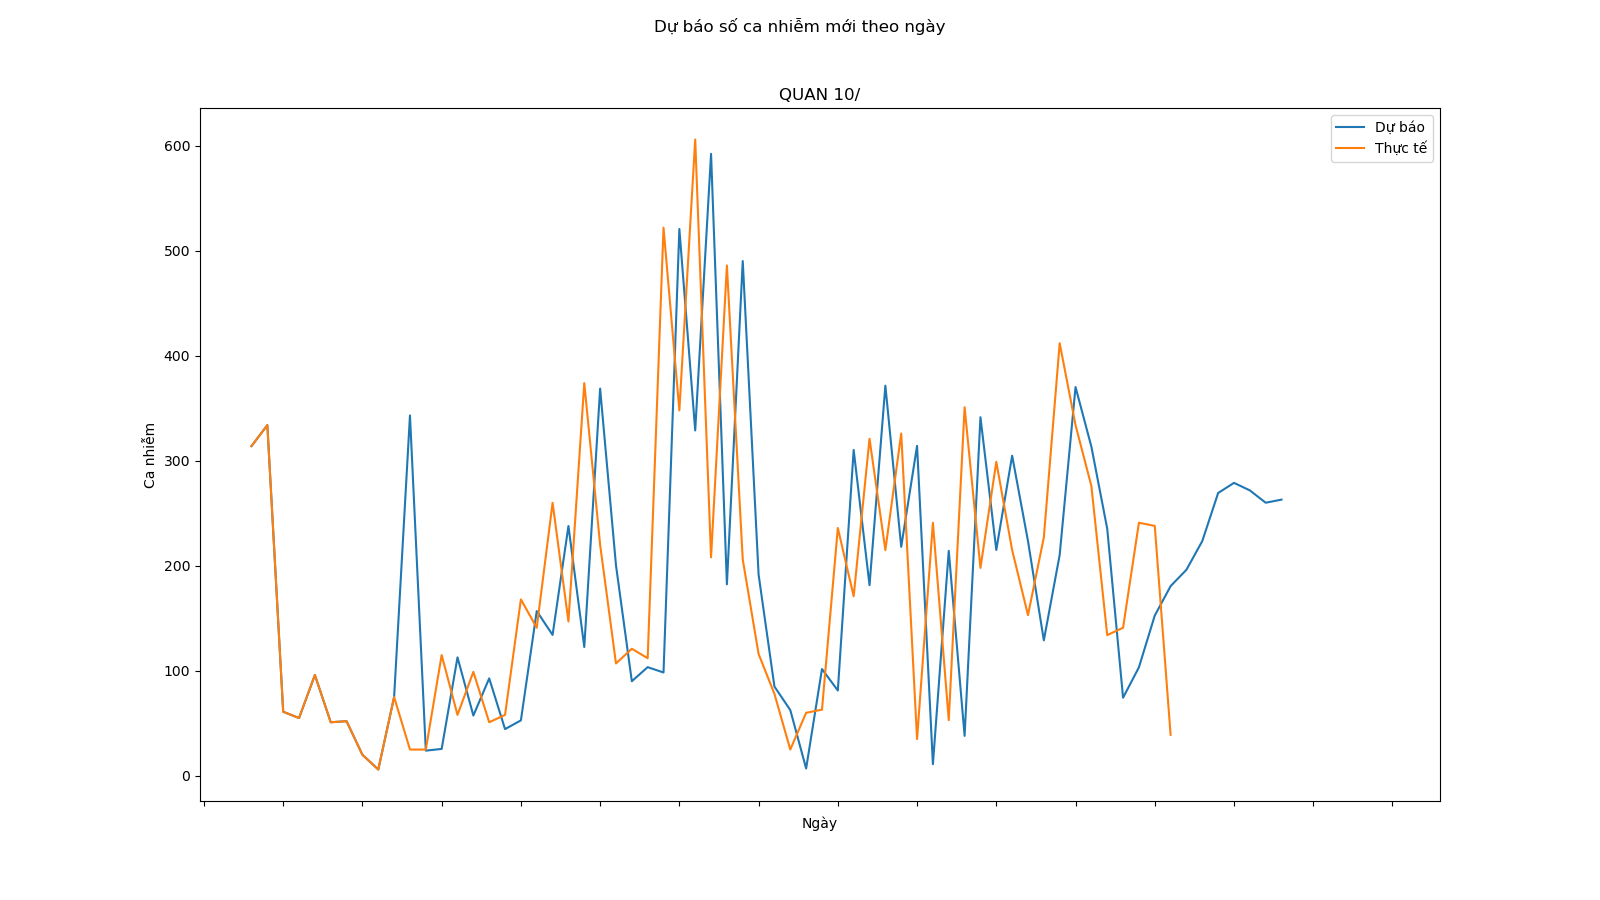 Dự báo số ca nhiễm mới theo ngày
QUAN 10/
Dự báo
Thực tế
600
500
400
300
200
100
0
Ca nhiễm
Ngày